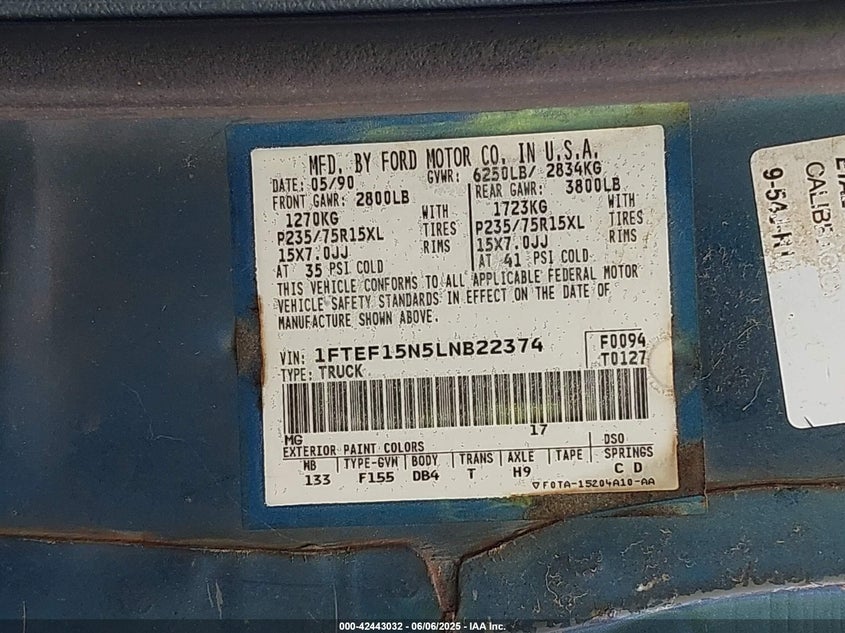 MFD. BY FORD MOTOR CO. IN U.S.A.
DATE: 05/90 GVWR: 6250LB/ 2834KG
FRONT GAWR: 2800LB REAR GAWR: 3800LB
1270KG WITH 1723KG WITH
P235/75R15XL TIRES P235/75R15XL TIRES
15X7.0JJ RIMS 15X7.0JJ RIMS
AT 35 PSI COLD AT 41 PSI COLD
THIS VEHICLE CONFORMS TO ALL APPLICABLE FEDERAL MOTOR
VEHICLE SAFETY STANDARDS IN EFFECT ON THE DATE OF
MANUFACTURE SHOWN ABOVE.
VIN: 1FTEF15N5LNB22374 F0094
TYPE: TRUCK T0127
MG 17
EXTERIOR PAINT COLORS DSO
WB TYPE-GVW BODY TRANS AXLE TAPE SPRINGS
133 F155 DB4 T H9 C D
F0TA-15204A10-AA
000-42443032 - 06/06/2025 - IAA Inc.